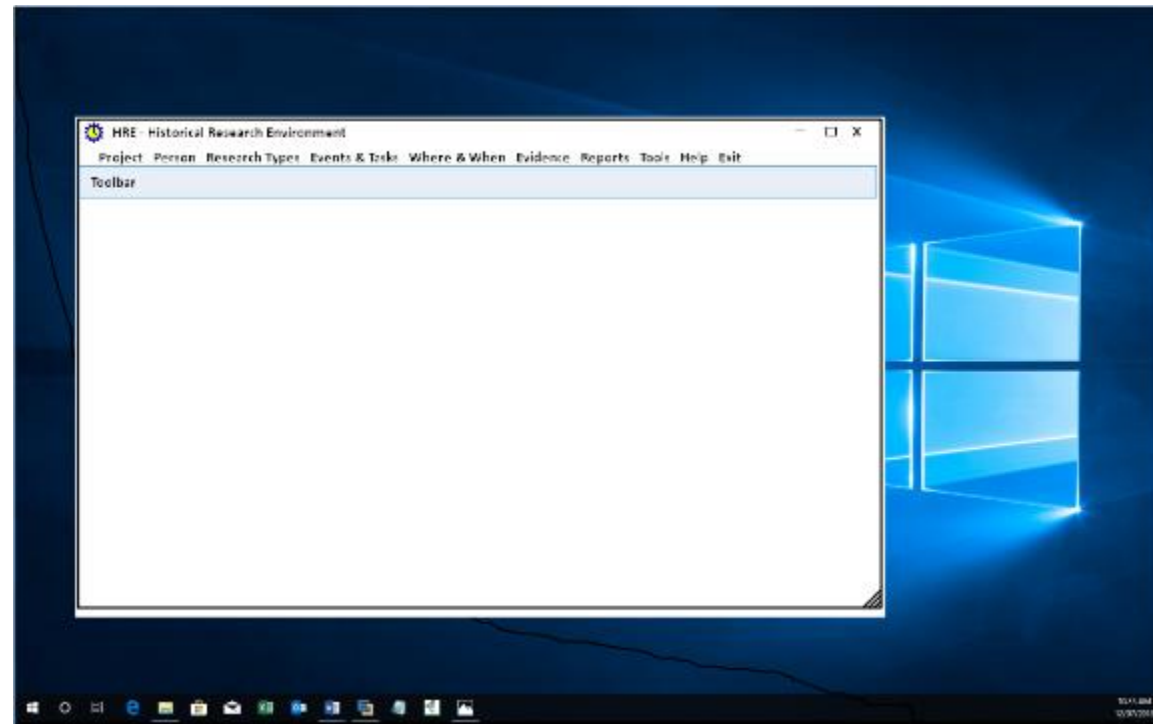 HRE - Historical Research Environment
Project Person Research Types Events & Tasks Where & When Evidence Reports Tools Help Exit
Toolbar